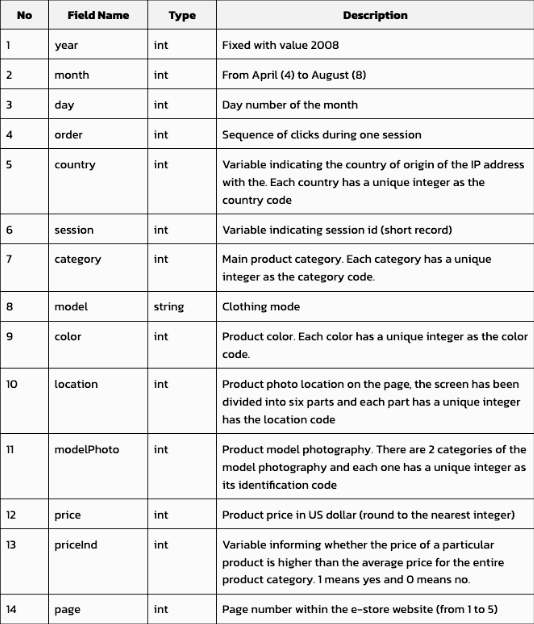 No Field Name Type Description
1 year int Fixed with value 2008
2 month int From April (4) to August (8)
3 day int Day number of the month
4 order int Sequence of clicks during one session
5 country int Variable indicating the country of origin of the IP address
with the. Each country has a unique integer as the
country code
6 session int Variable indicating session id (short record)
7 category int Main product category. Each category has a unique
integer as the category code.
8 model string Clothing mode
9 color int Product color. Each color has a unique integer as the color
code.
10 location int Product photo location on the page, the screen has been
divided into six parts and each part has a unique integer
has the location code
11 modelPhoto int Product model photography. There are 2 categories of the
model photography and each one has a unique integer as
its identification code
12 price int Product price in US dollar (round to the nearest integer)
13 priceInd int Variable informing whether the price of a particular
product is higher than the average price for the entire
product category. 1 means yes and 0 means no.
14 page int Page number within the e-store website (from 1 to 5)